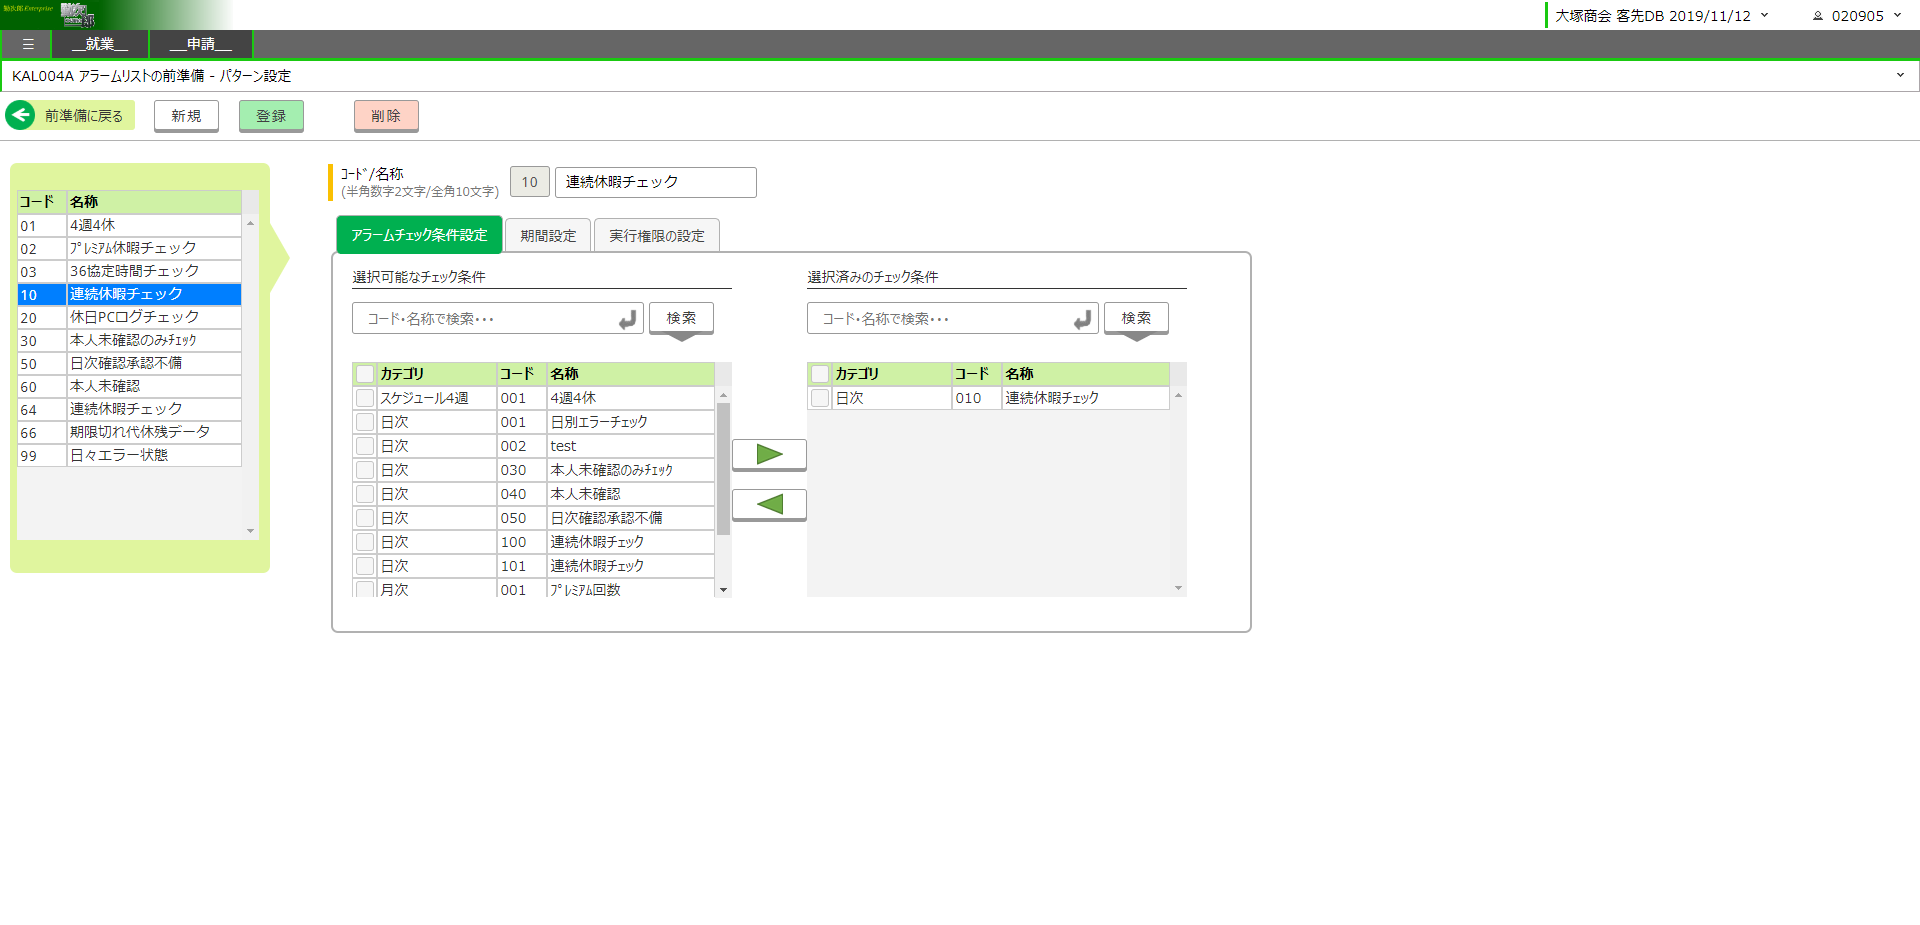 勤次郎 Enterprise
大塚商会 客先DB 2019/11/12
020905
__就業__
__申請__
KAL004A アラームリストの前準備 - パターン設定
前準備に戻る
新規
登録
削除
ｺｰﾄﾞ/名称
(半角数字2文字/全角10文字)
10
連続休暇チェック
コード 名称
01 4週4休
02 ﾌﾟﾚﾐｱﾑ休暇チェック
03 36協定時間チェック
10 連続休暇チェック
20 休日PCログチェック
30 本人未確認のみﾁｪｯｸ
50 日次確認承認不備
60 本人未確認
64 連続休暇チェック
66 期限切れ代休残データ
99 日々エラー状態
アラームチェック条件設定
期間設定
実行権限の設定
選択可能なチェック条件
コード・名称で検索・・・
検索
カテゴリ コード 名称
スケジュール4週 001 4週4休
日次 001 日別エラーチェック
日次 002 test
日次 030 本人未確認のみﾁｪｯｸ
日次 040 本人未確認
日次 050 日次確認承認不備
日次 100 連続休暇チェック
日次 101 連続休暇チェック
月次 001 ﾌﾟﾚﾐｱﾑ回数
選択済みのチェック条件
コード・名称で検索・・・
検索
カテゴリ コード 名称
日次 010 連続休暇チェック